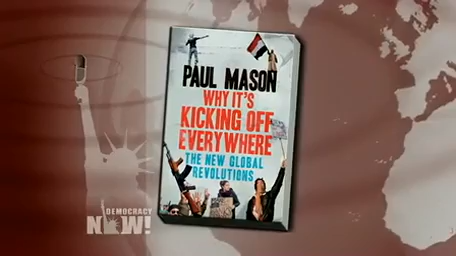 PAUL MASON
WHY IT'S
KICKING OFF
EVERYWHERE
THE NEW GLOBAL
REVOLUTIONS
DEMOCRACY
NOW!